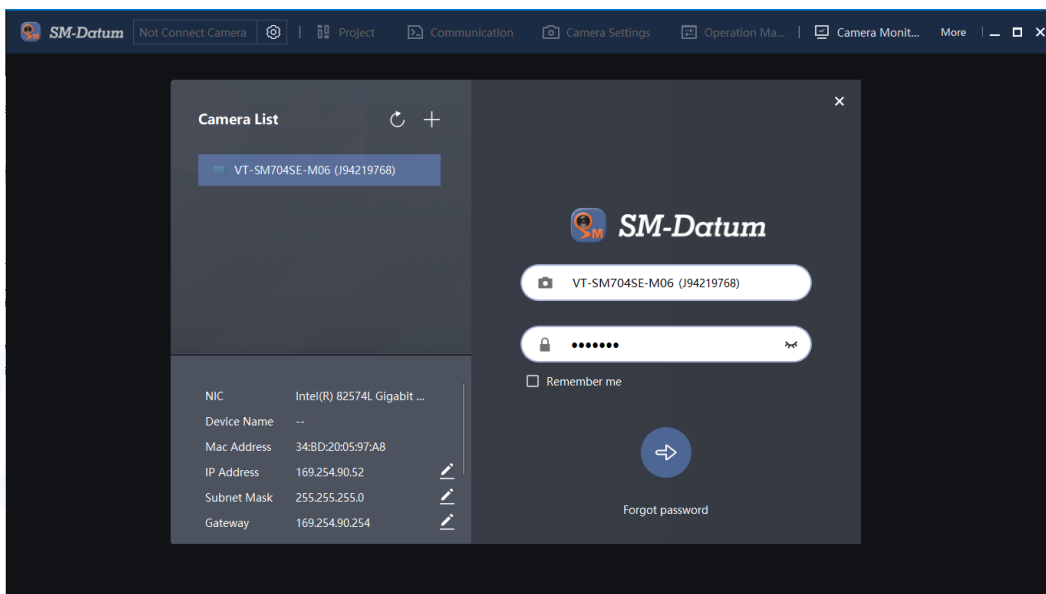 SM-Datum Not Connect Camera Project Communication Camera Settings Operation Ma... Camera Monit... More
Camera List
VT-SM704SE-M06 (J94219768)
NIC Intel(R) 82574L Gigabit ...
Device Name --
Mac Address 34:BD:20:05:97:A8
IP Address 169.254.90.52
Subnet Mask 255.255.255.0
Gateway 169.254.90.254
SM SM-Datum
VT-SM704SE-M06 (J94219768)
•••••••
Remember me
Forgot password